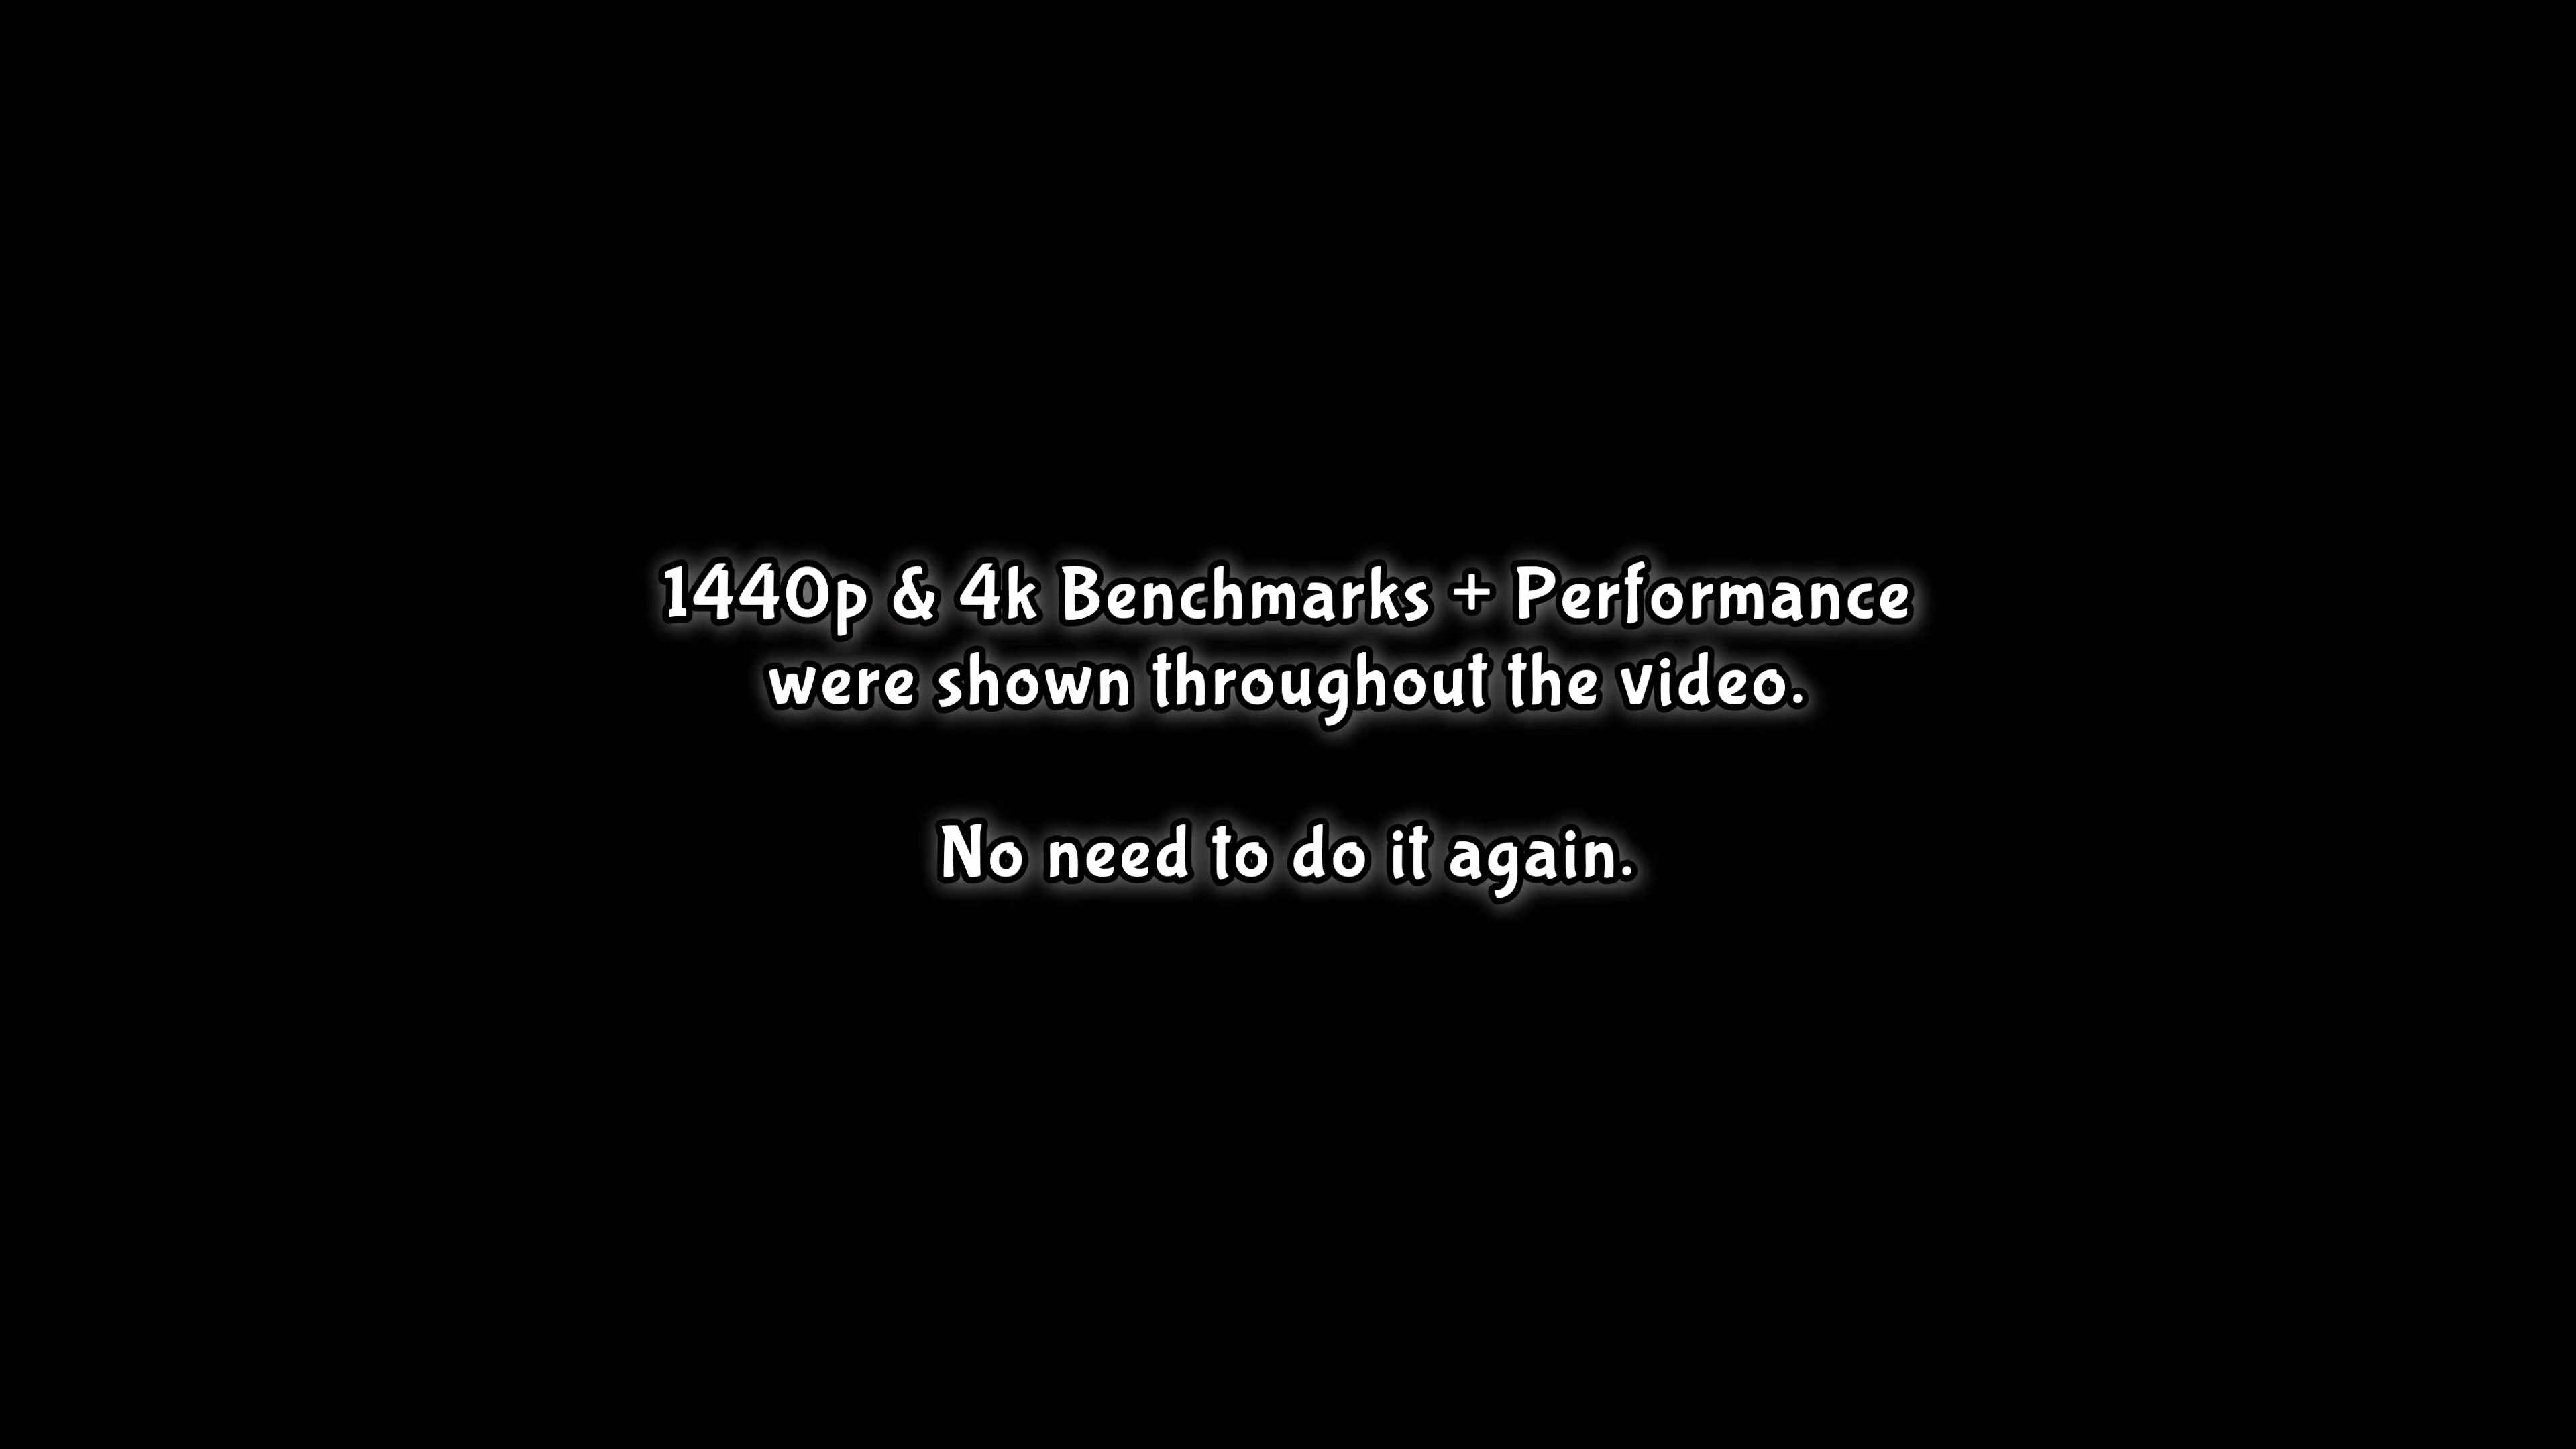 1440p & 4k Benchmarks + Performance
were shown throughout the video.
No need to do it again.